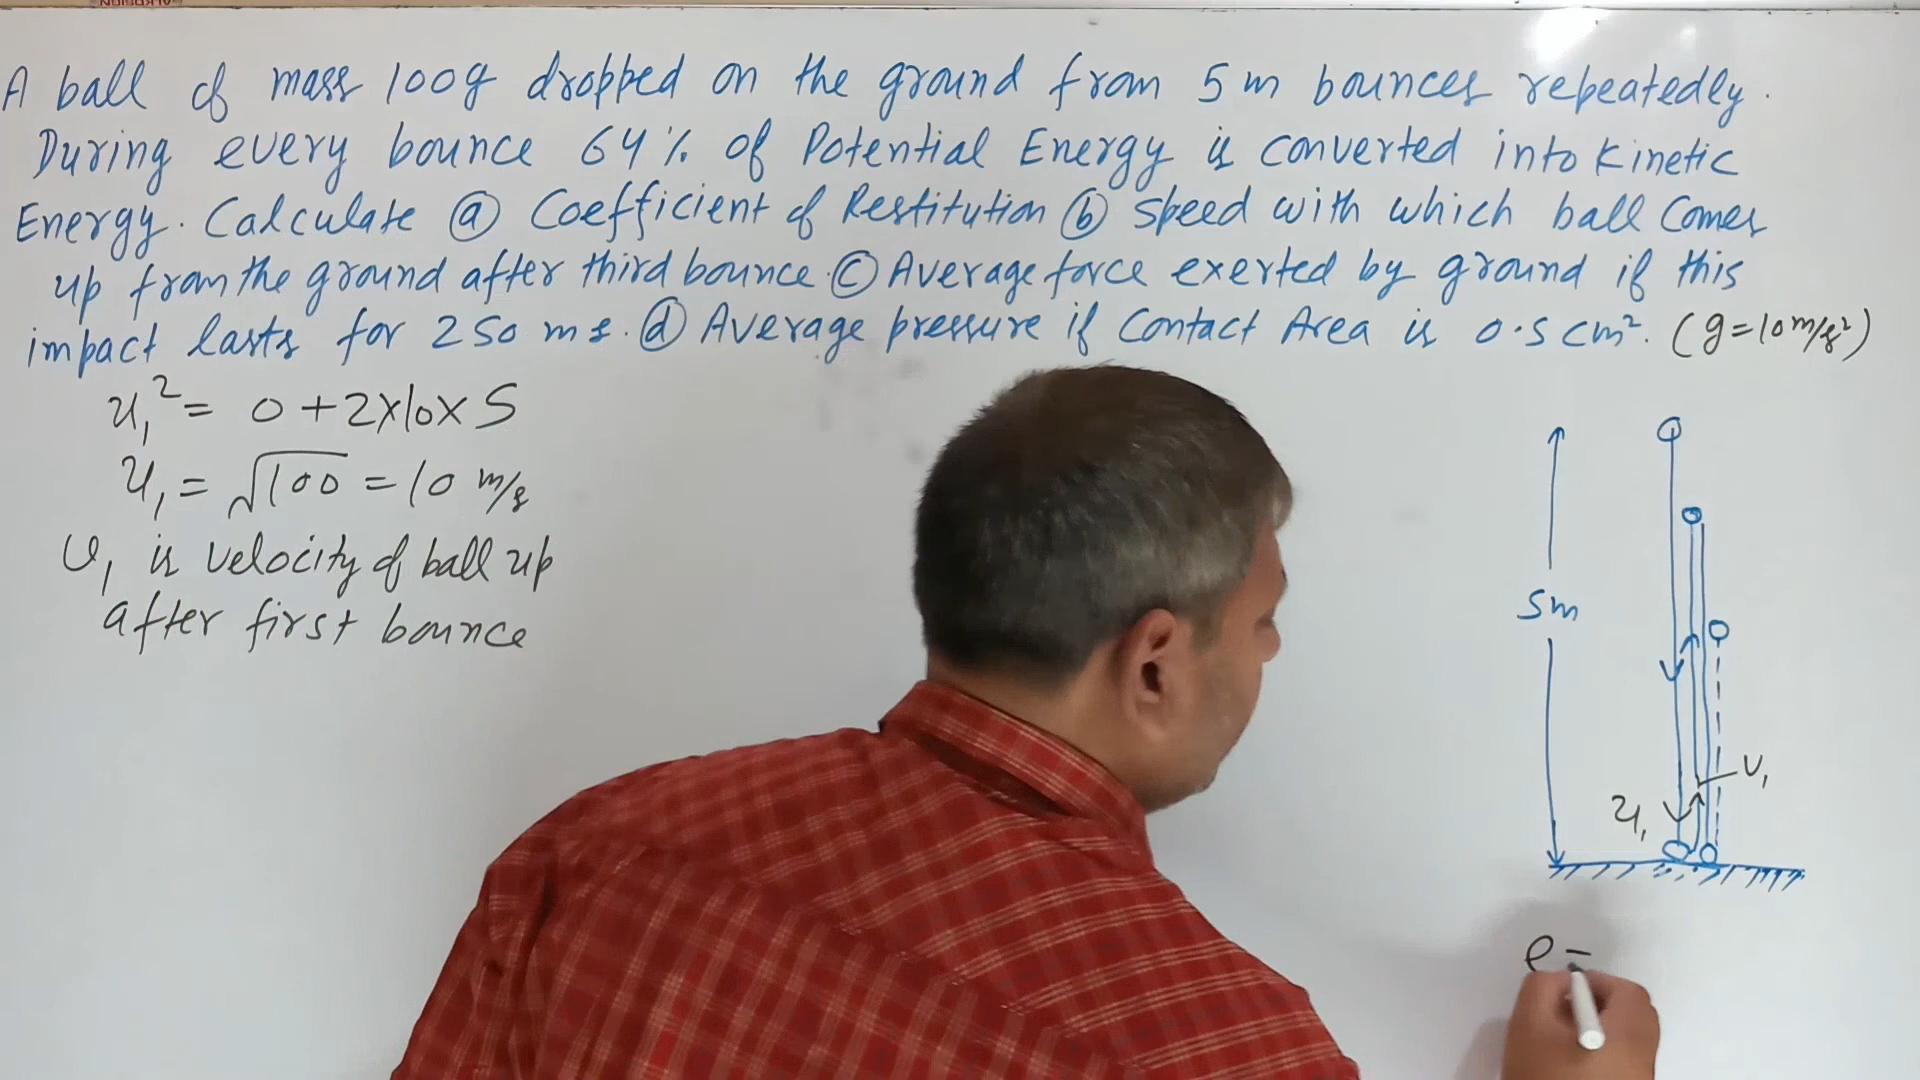 A ball of mass 100g dropped on the ground from 5m bounces repeatedly.
During every bounce 64% of Potential Energy is converted into Kinetic
Energy. Calculate ⓐ Coefficient of Restitution ⓑ Speed with which ball Comes
up from the ground after third bounce. ⓒ Average force exerted by ground if this
impact lasts for 250 ms. ⓓ Average pressure if Contact Area is 0.5 cm². (g=10m/s²)
u₁² = 0 + 2×10×5
u₁ = √100 = 10 m/s
v₁ is velocity of ball up
after first bounce
5m
v₁
u₁
e =